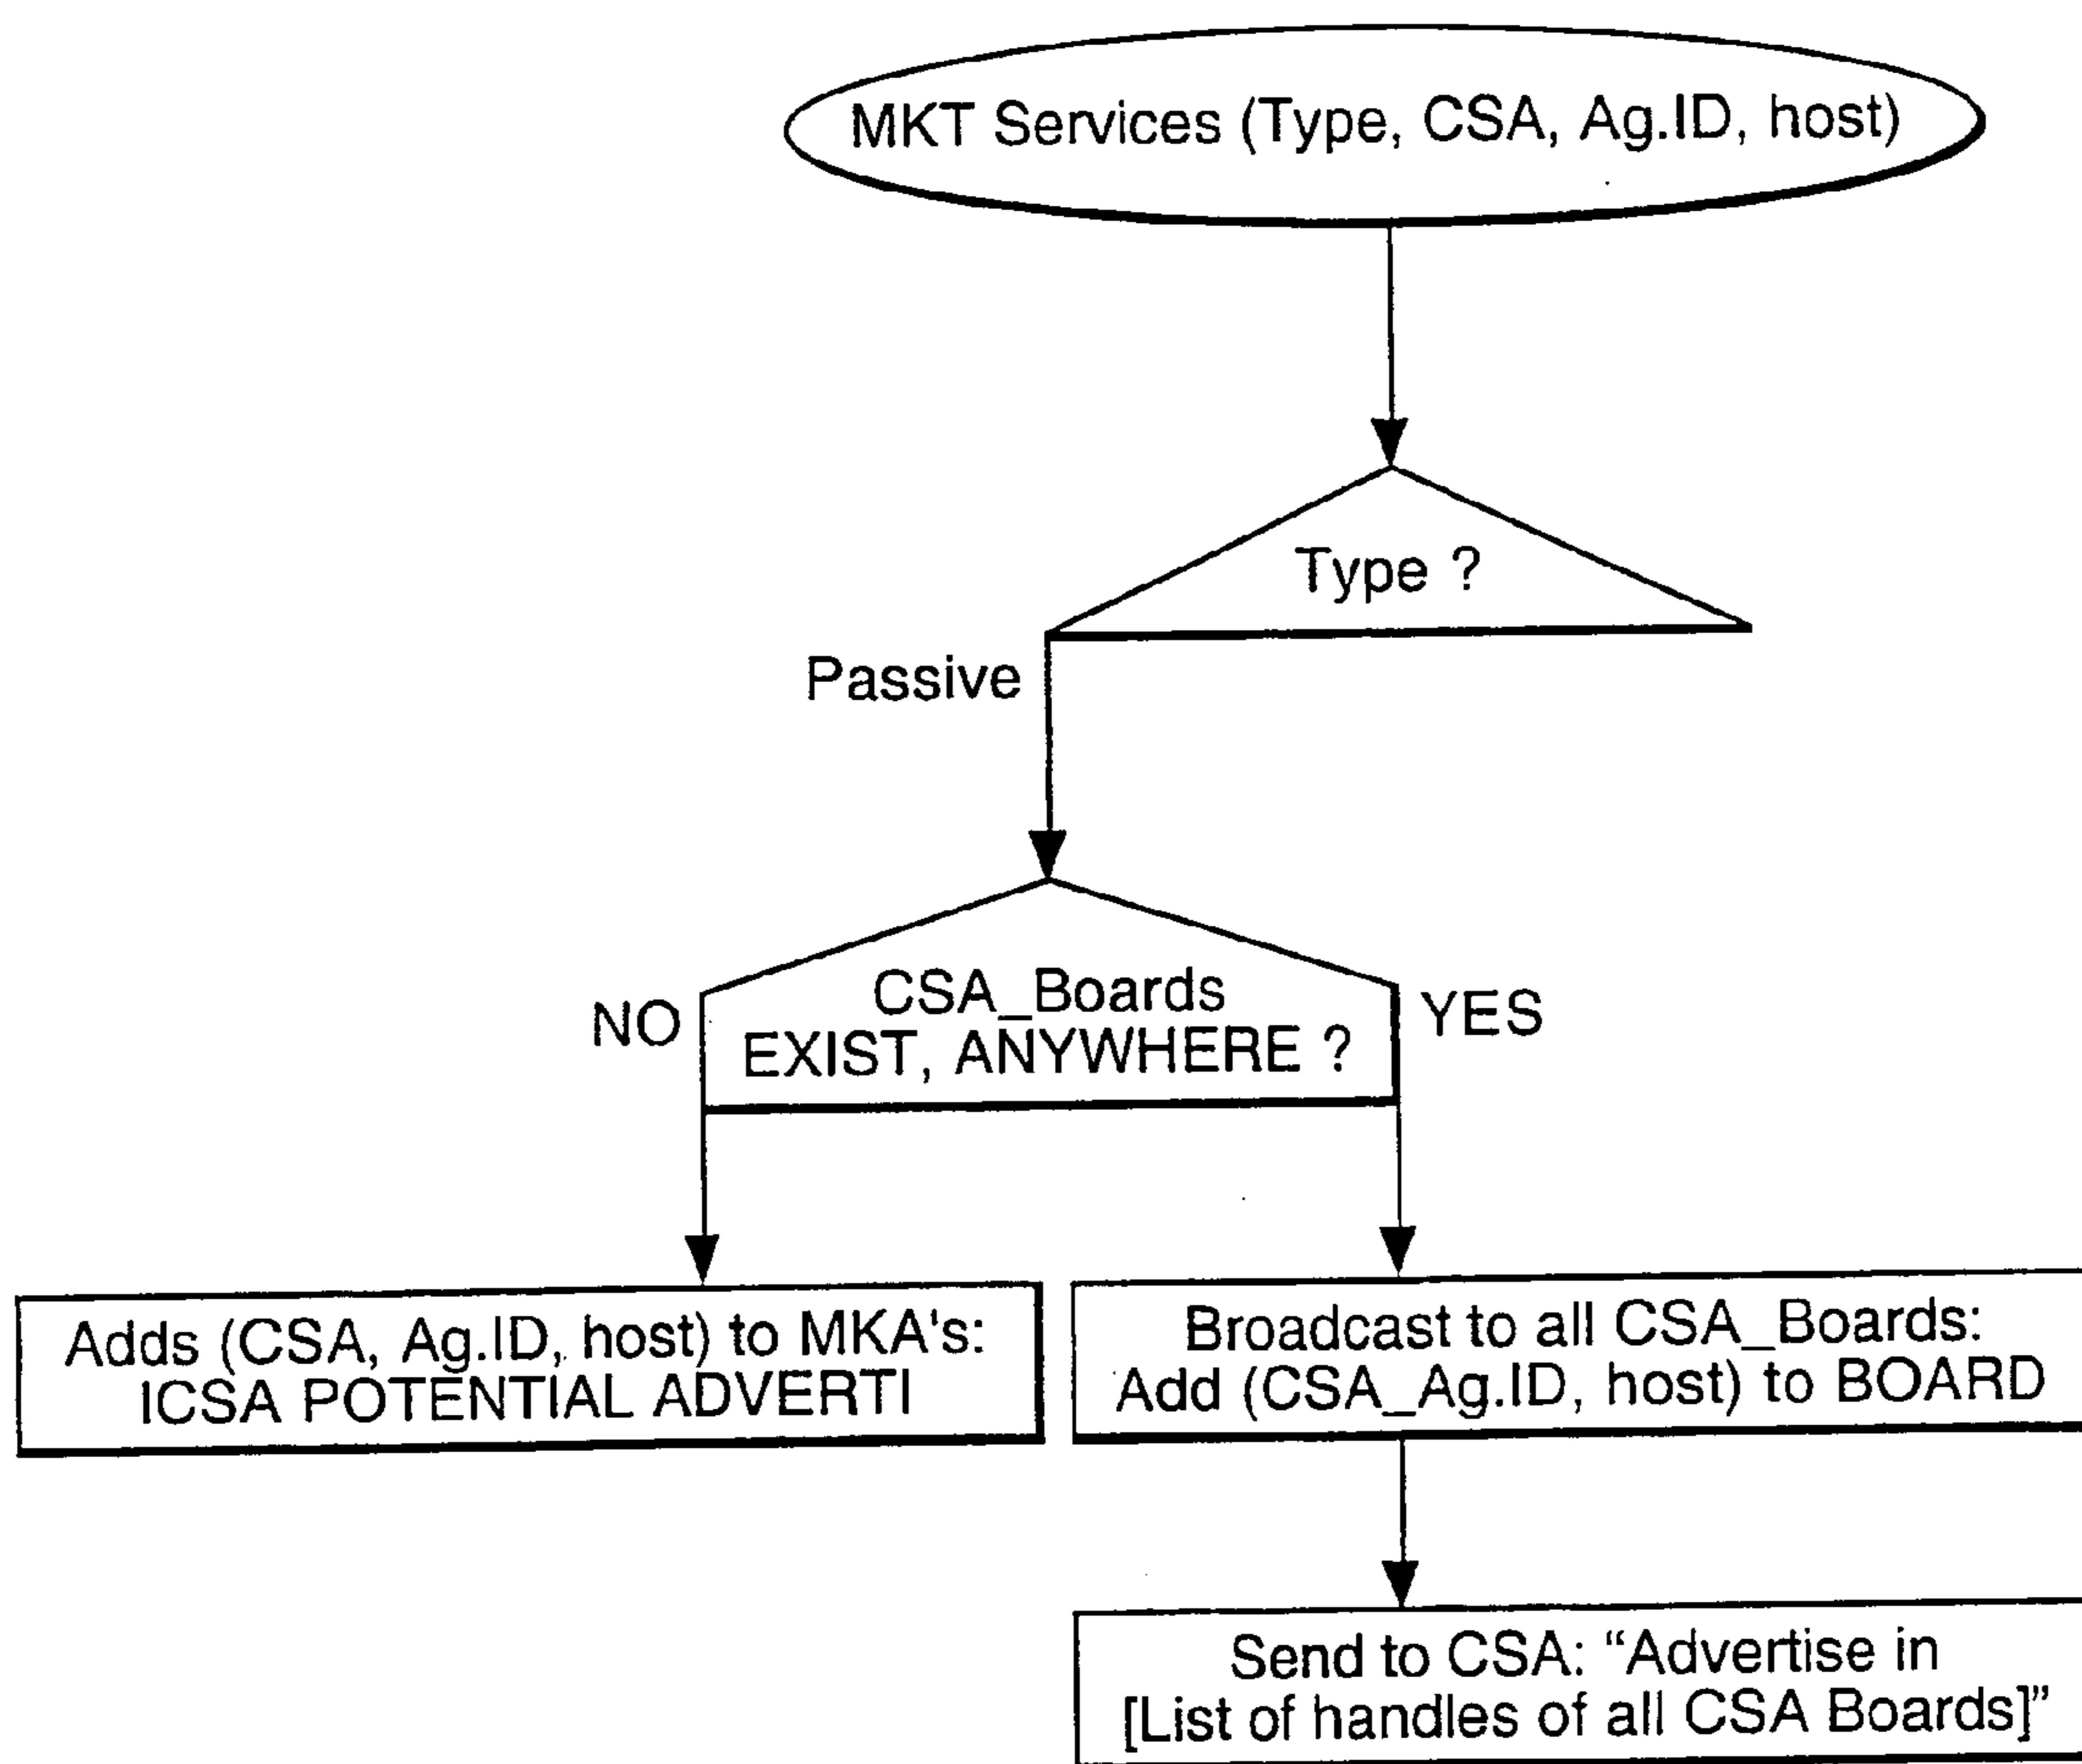 MKT Services (Type, CSA, Ag.ID, host)
Type ?
Passive
CSA_Boards
EXIST, ANYWHERE ?
NO
YES
Adds (CSA, Ag.ID, host) to MKA's:
ICSA POTENTIAL ADVERTI
Broadcast to all CSA_Boards:
Add (CSA_Ag.ID, host) to BOARD
Send to CSA: “Advertise in
[List of handles of all CSA Boards]”